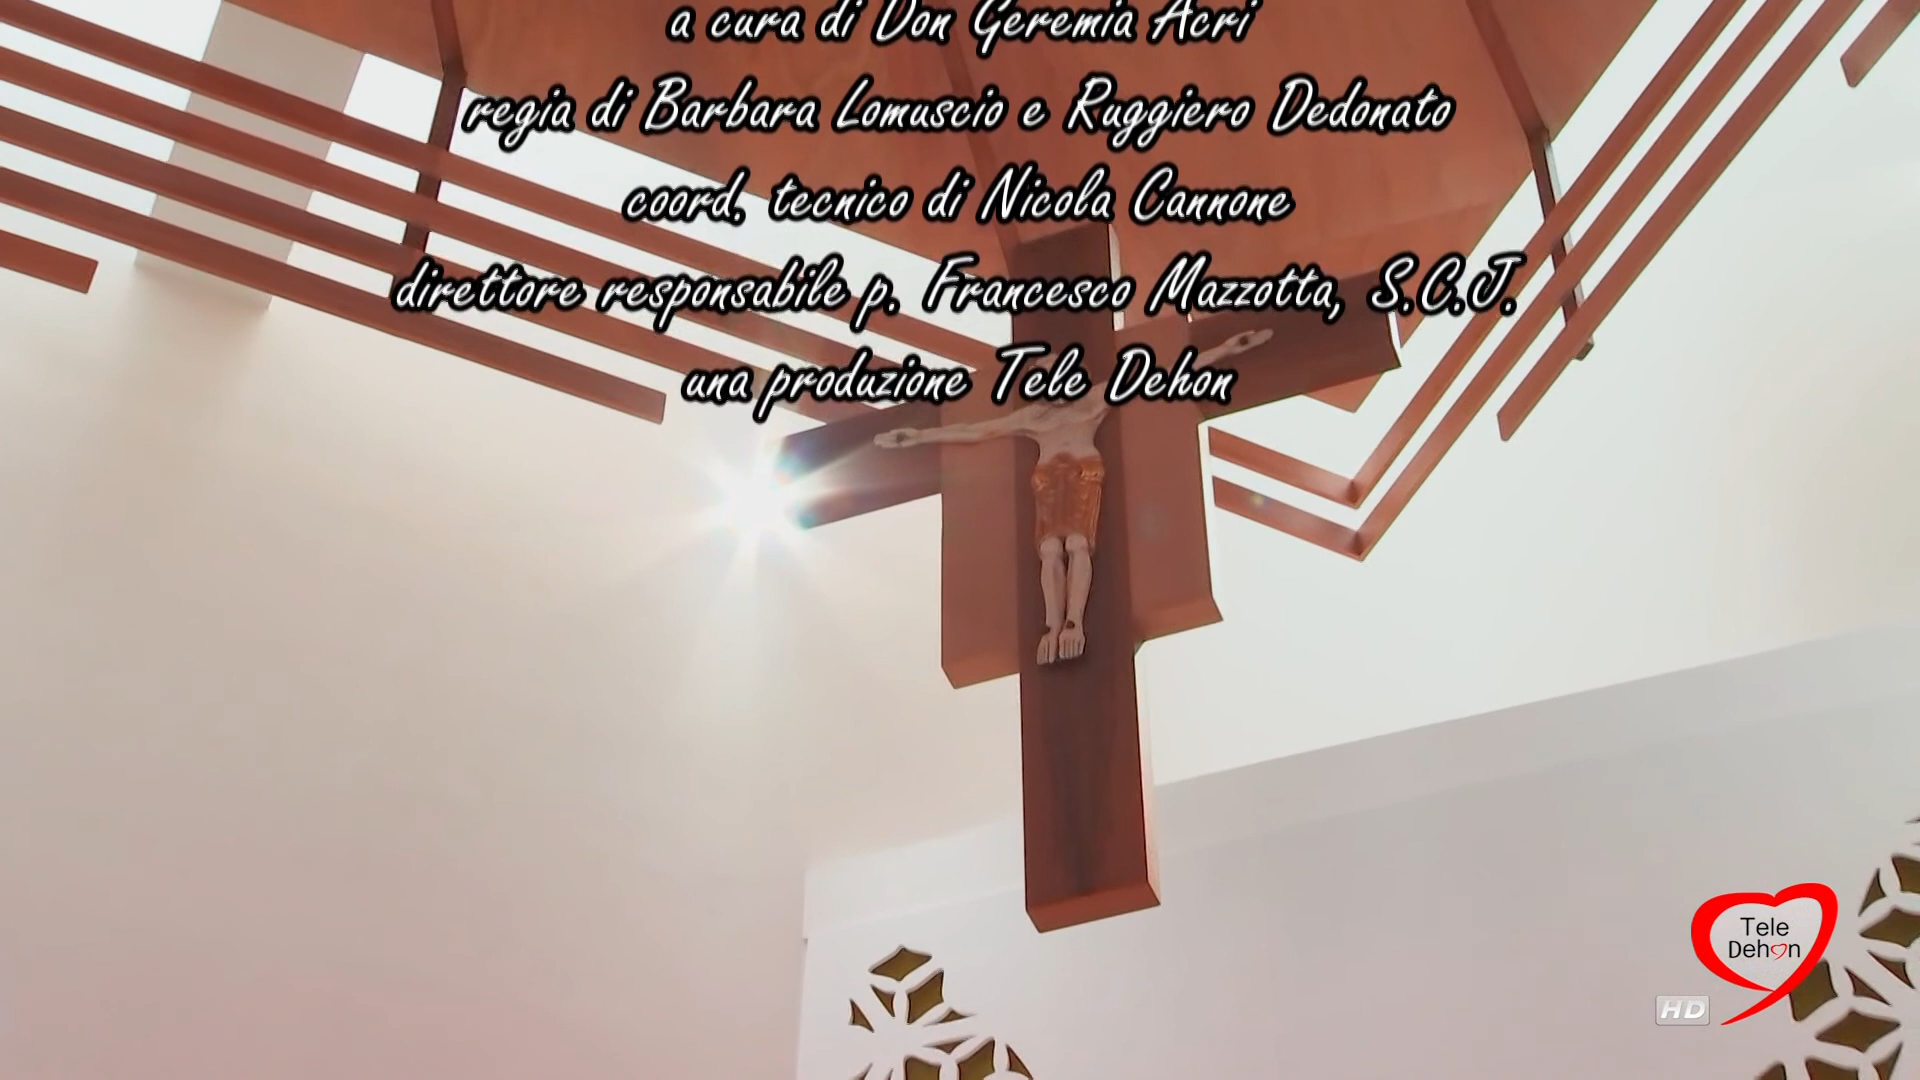 a cura di Don Geremia Acri
regia di Barbara Lomuscio e Ruggiero Dedonato
coord. tecnico di Nicola Cannone
direttore responsabile p. Francesco Mazzotta, S.C.J.
una produzione Tele Dehon
Tele
Dehon
HD